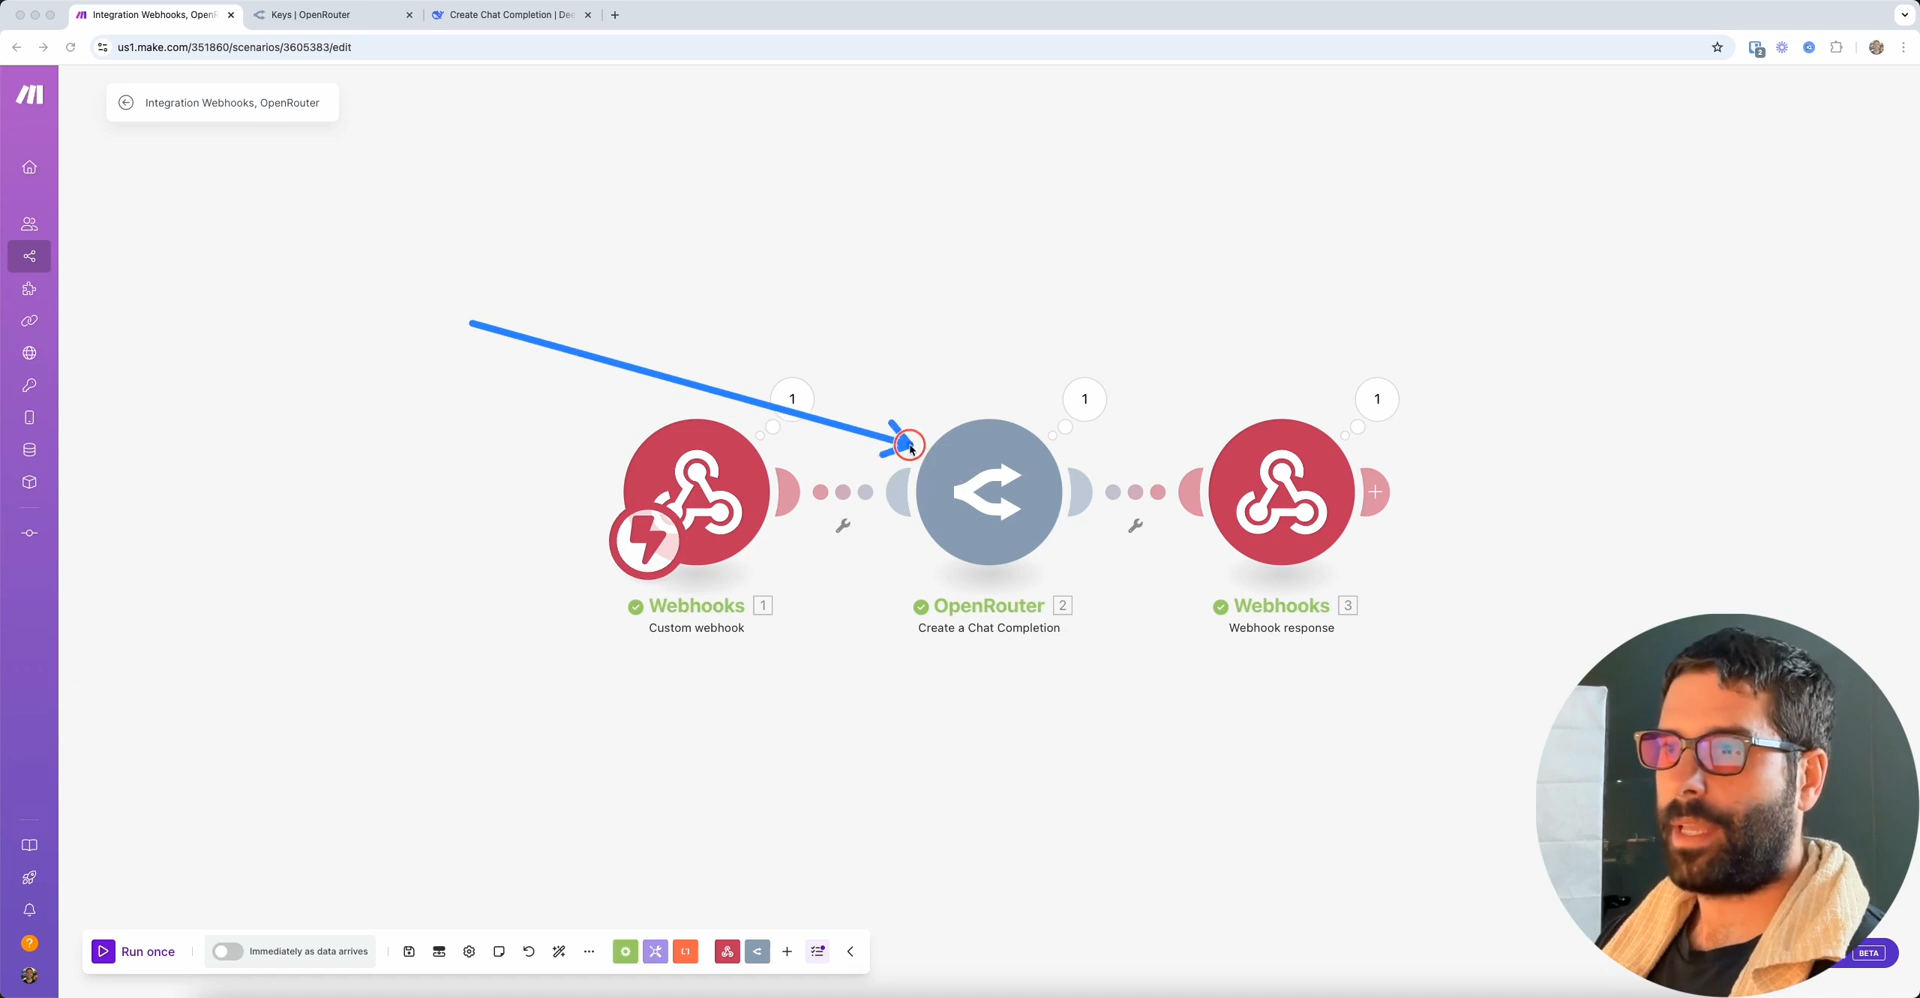 Integration Webhooks, OpenR
Keys | OpenRouter
Create Chat Completion | Dee
us1.make.com/351860/scenarios/3605383/edit
2
Integration Webhooks, OpenRouter
1
1
1
Webhooks 1
Custom webhook
OpenRouter 2
Create a Chat Completion
Webhooks 3
Webhook response
Run once
Immediately as data arrives
BETA